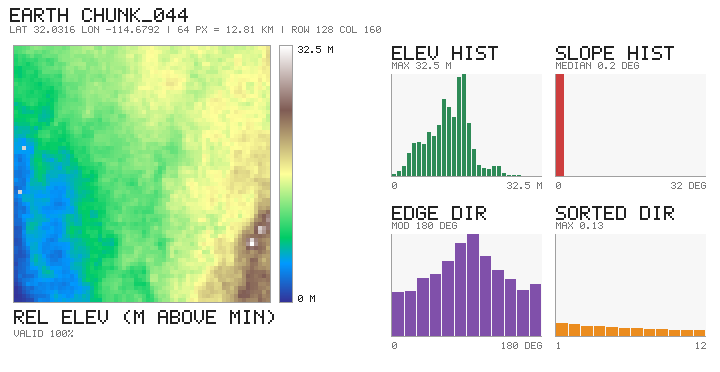 EARTH CHUNK_044
LAT 32.0316 LON -114.6792 | 64 PX = 12.81 KM | ROW 128 COL 160
32.5 M
0 M
REL ELEV (M ABOVE MIN)
VALID 100%
ELEV HIST
MAX 32.5 M
0 32.5 M
SLOPE HIST
MEDIAN 0.2 DEG
0 32 DEG
EDGE DIR
MOD 180 DEG
0 180 DEG
SORTED DIR
MAX 0.13
1 12